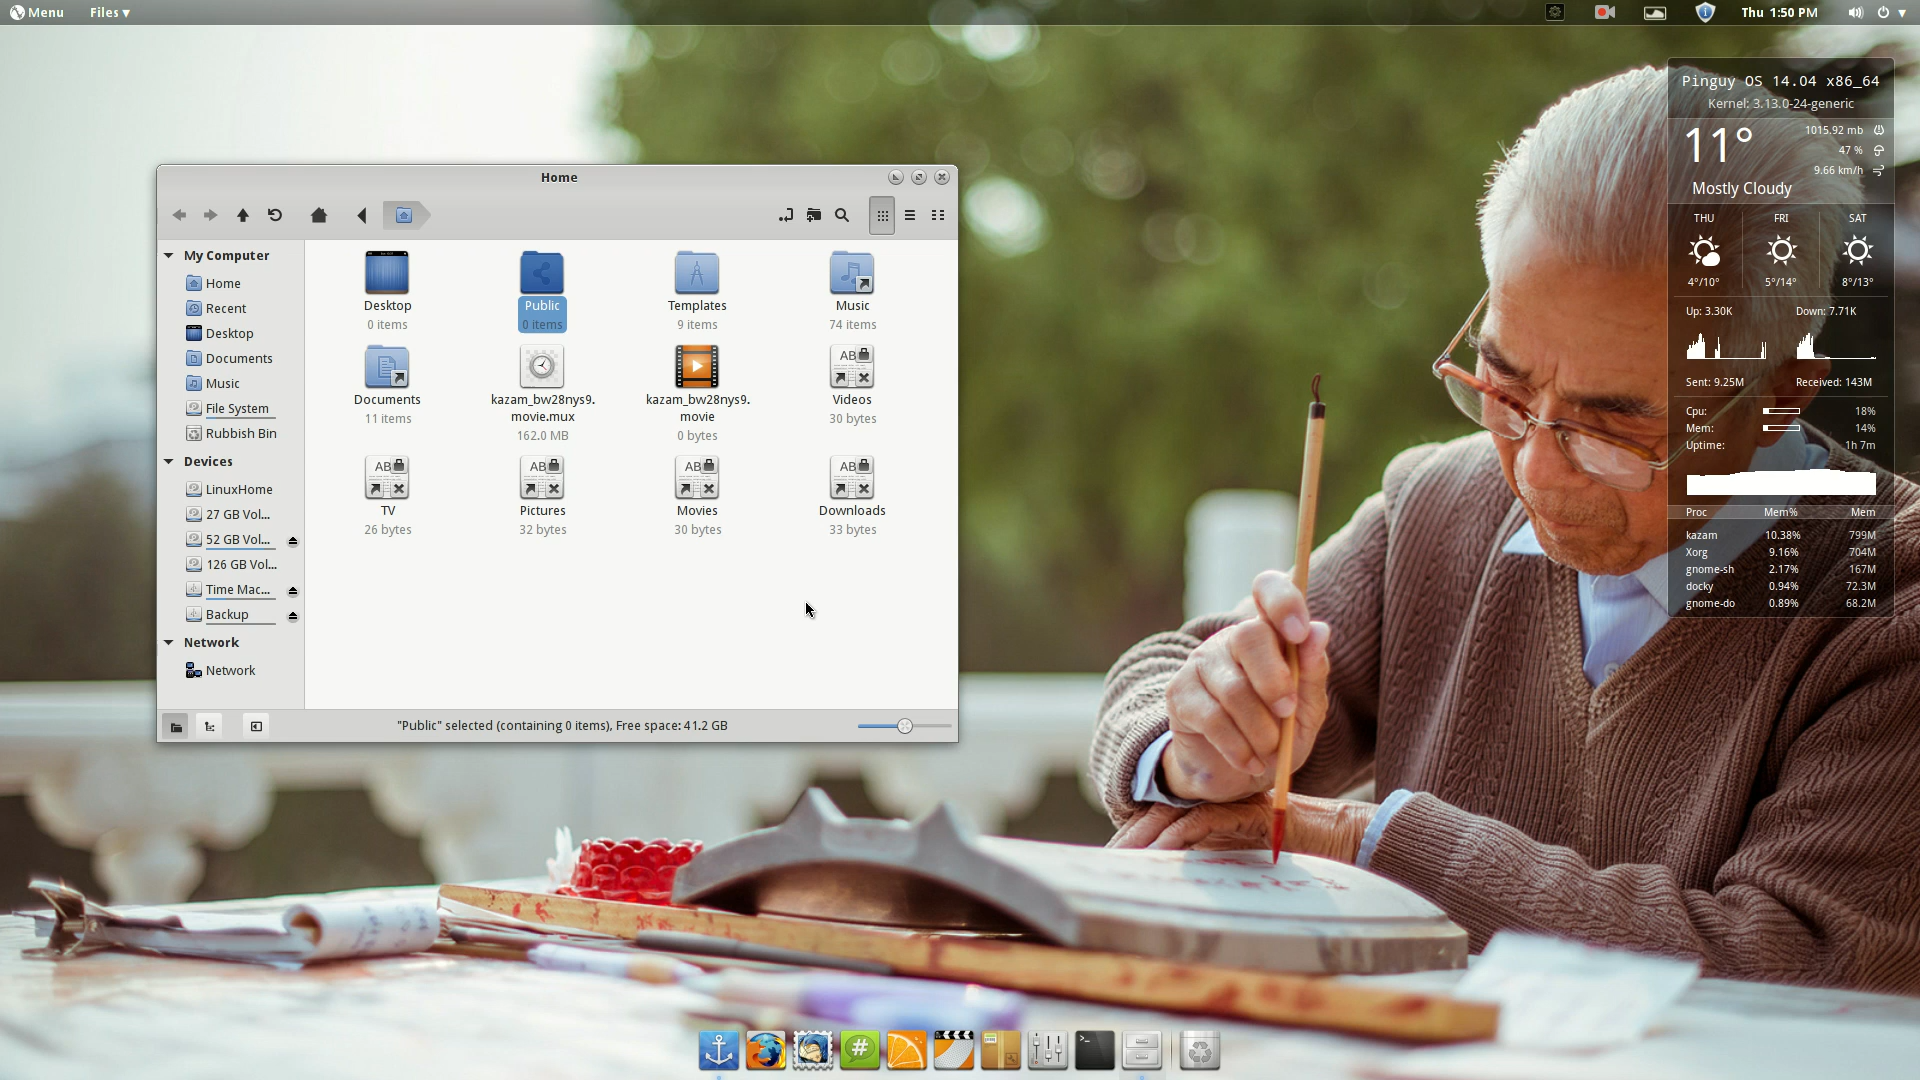 Menu Files ▾ Thu 1:50 PM
Home
My Computer
Home
Recent
Desktop
Documents
Music
File System
Rubbish Bin
Devices
LinuxHome
27 GB Vol...
52 GB Vol...
126 GB Vol...
Time Mac...
Backup
Network
Network
Desktop
0 items
Public
0 items
Templates
9 items
Music
74 items
Documents
11 items
kazam_bw28nys9.
movie.mux
162.0 MB
kazam_bw28nys9.
movie
0 bytes
AB
Videos
30 bytes
AB
TV
26 bytes
AB
Pictures
32 bytes
AB
Movies
30 bytes
AB
Downloads
33 bytes
"Public" selected (containing 0 items), Free space: 41.2 GB
Pinguy OS 14.04 x86_64
Kernel: 3.13.0-24-generic
11°
1015.92 mb
47 %
9.66 km/h
Mostly Cloudy
THU FRI SAT
4°/10° 5°/14° 8°/13°
Up: 3.30K Down: 7.71K
Sent: 9.25M Received: 143M
Cpu: 18%
Mem: 14%
Uptime: 1h 7m
Proc Mem% Mem
kazam 10.38% 799M
Xorg 9.16% 704M
gnome-sh 2.17% 167M
docky 0.94% 72.3M
gnome-do 0.89% 68.2M
#
>_